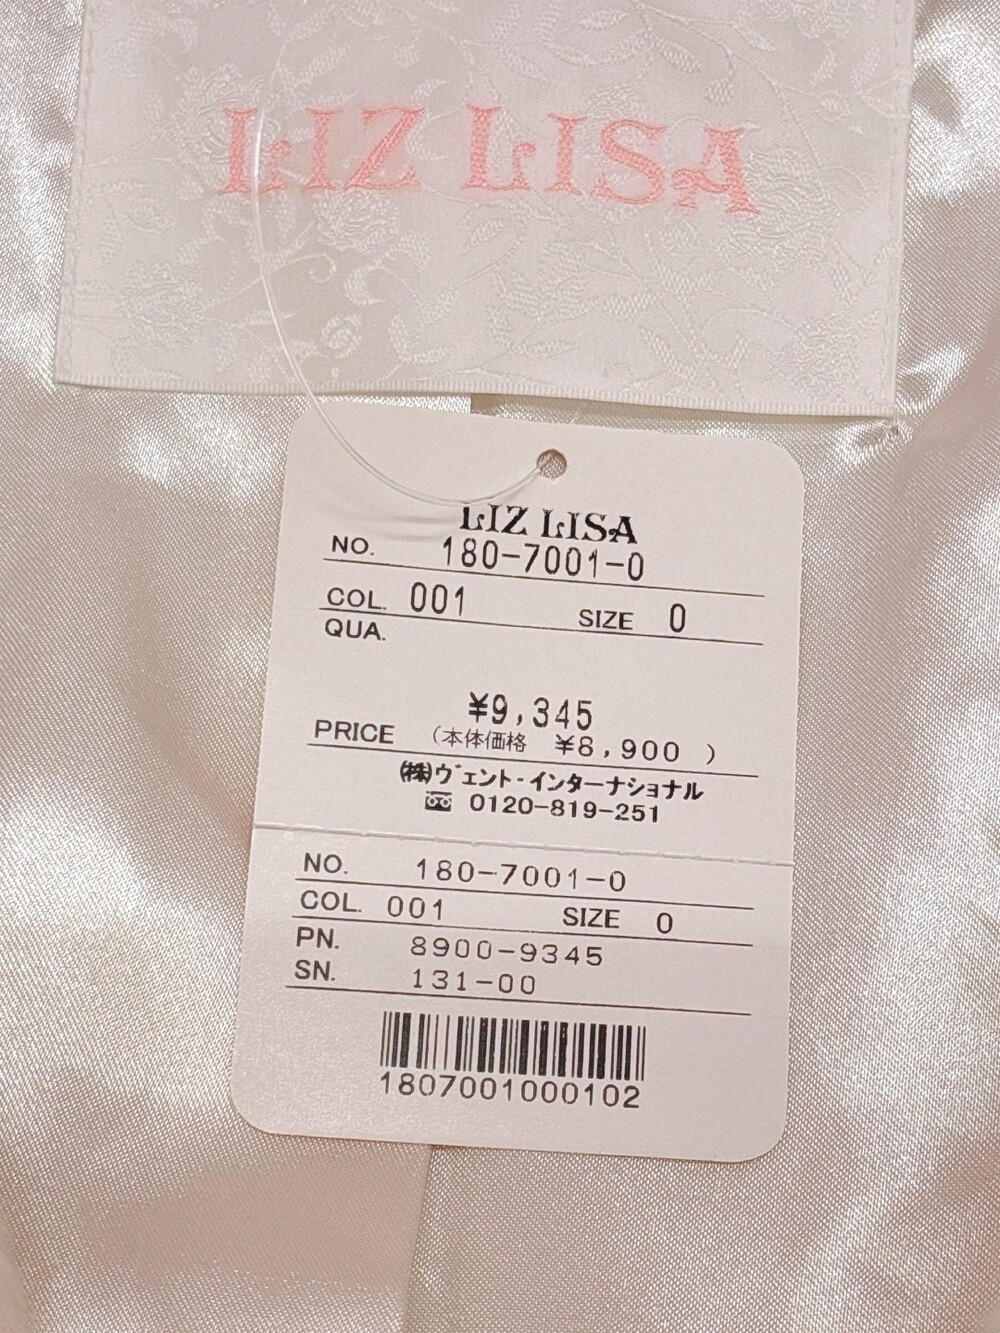 LIZ LISA
LIZ LISA
NO. 180-7001-0
COL. 001 SIZE 0
QUA.
¥9,345
PRICE (本体価格 ¥8,900 )
(株)ヴェント・インターナショナル
0120-819-251
NO. 180-7001-0
COL. 001 SIZE 0
PN. 8900-9345
SN. 131-00
1807001000102